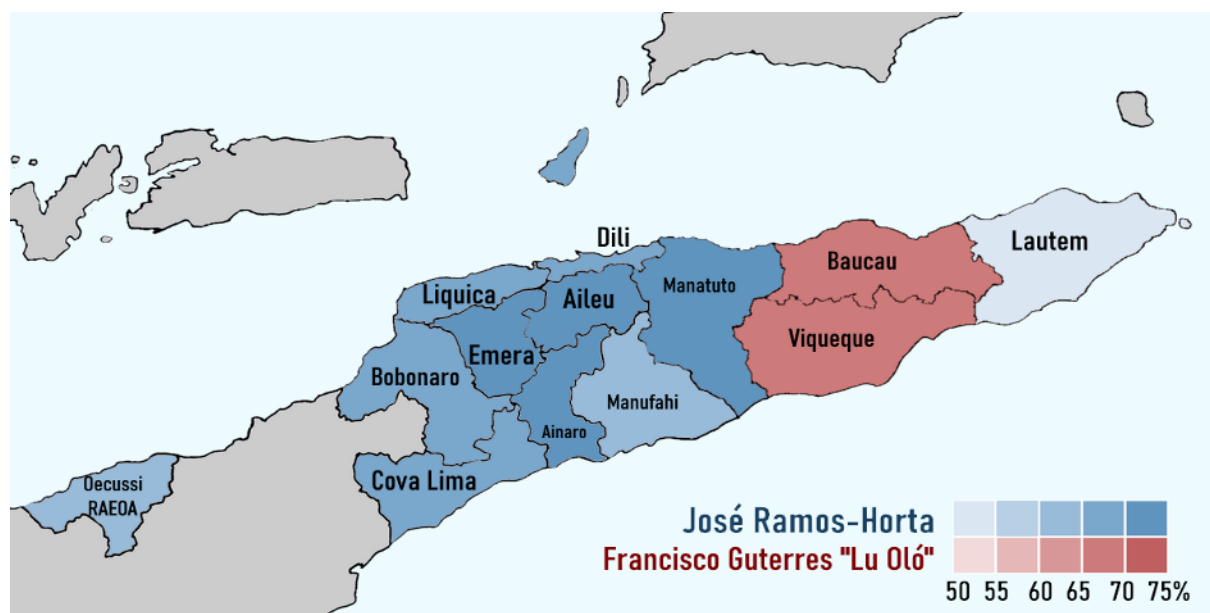 Dili
Lautem
Baucau
Manatuto
Liquica
Aileu
Viqueque
Emera
Bobonaro
Manufahi
Ainaro
Cova Lima
Oecussi
RAEOA
José Ramos-Horta
Francisco Guterres "Lu Oló"
50 55 60 65 70 75%